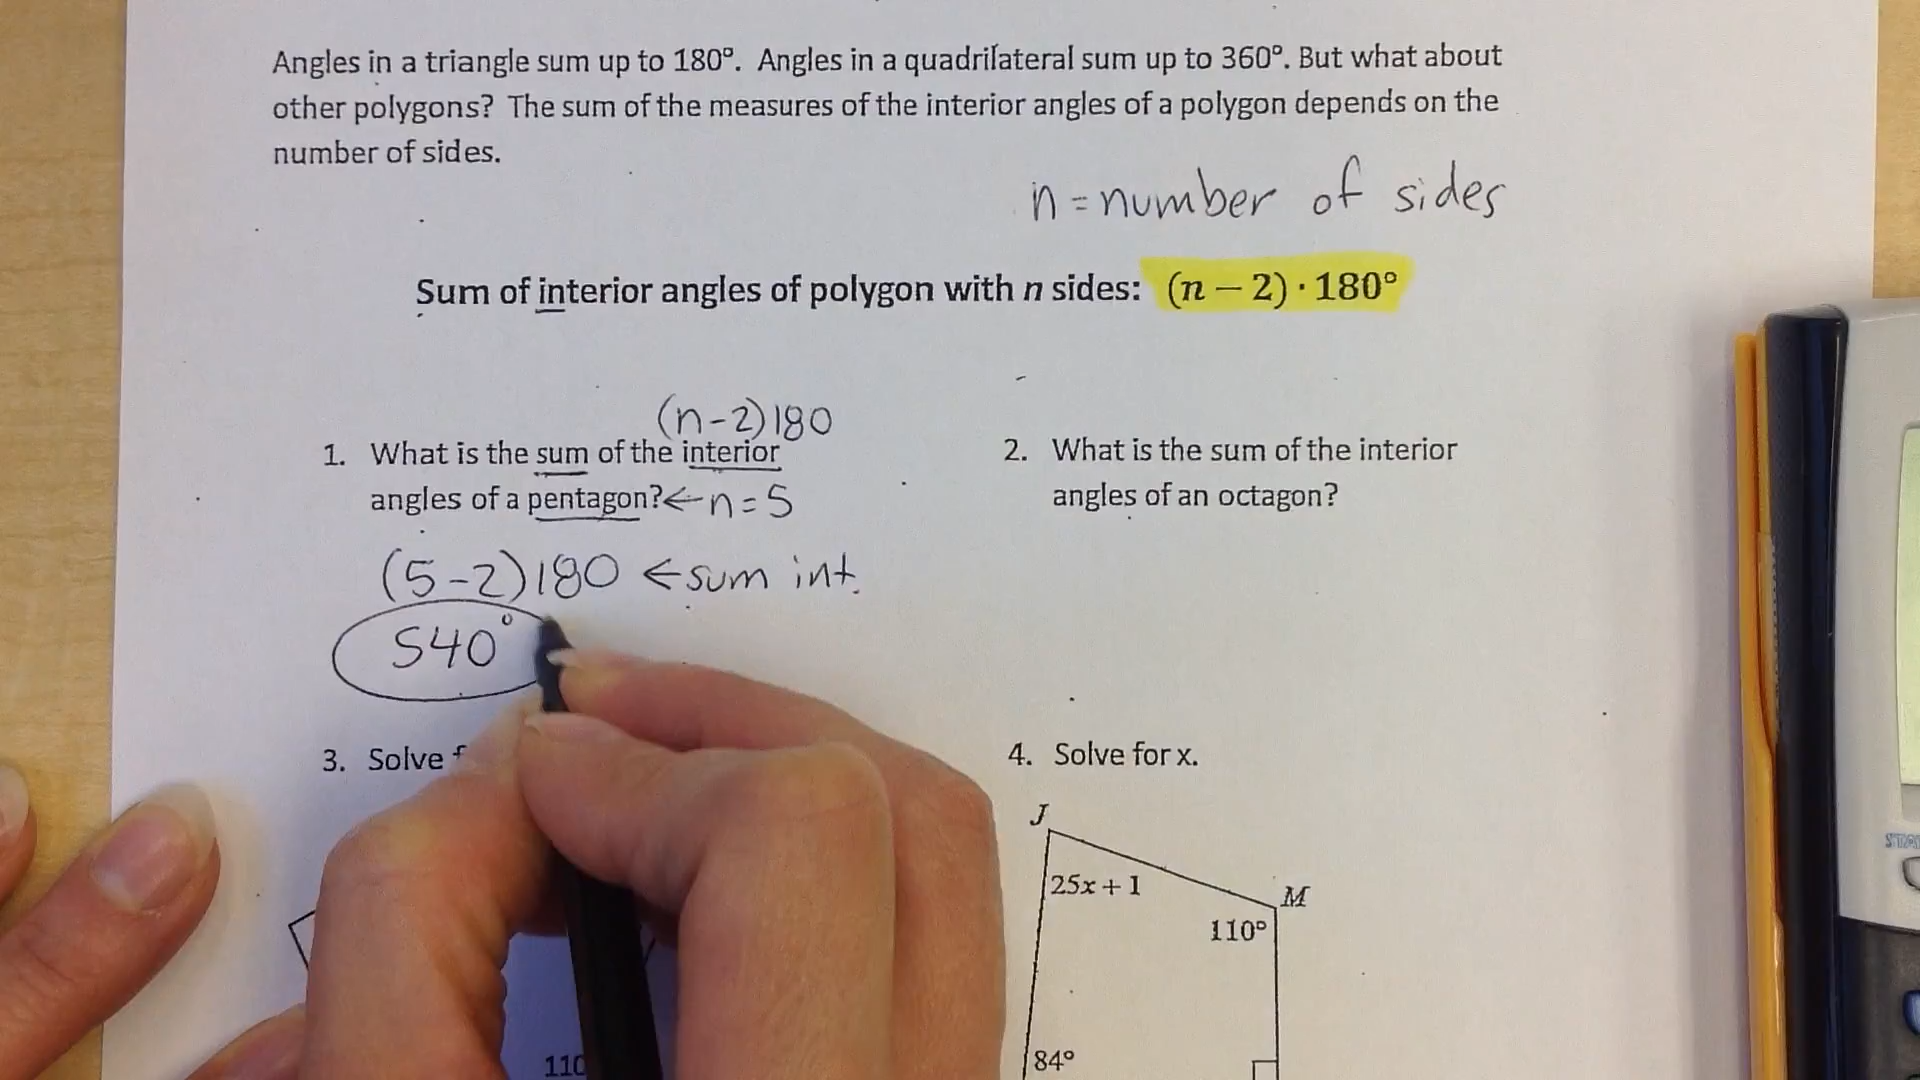 Angles in a triangle sum up to 180°. Angles in a quadrilateral sum up to 360°. But what about
other polygons? The sum of the measures of the interior angles of a polygon depends on the
number of sides.
n = number of sides
Sum of interior angles of polygon with n sides: (n − 2) · 180°
(n-2)180
1. What is the sum of the interior
angles of a pentagon? ← n = 5
(5-2)180 ← sum int.
540°
2. What is the sum of the interior
angles of an octagon?
3. Solve
110
4. Solve for x.
J
25x + 1
M
110°
84°